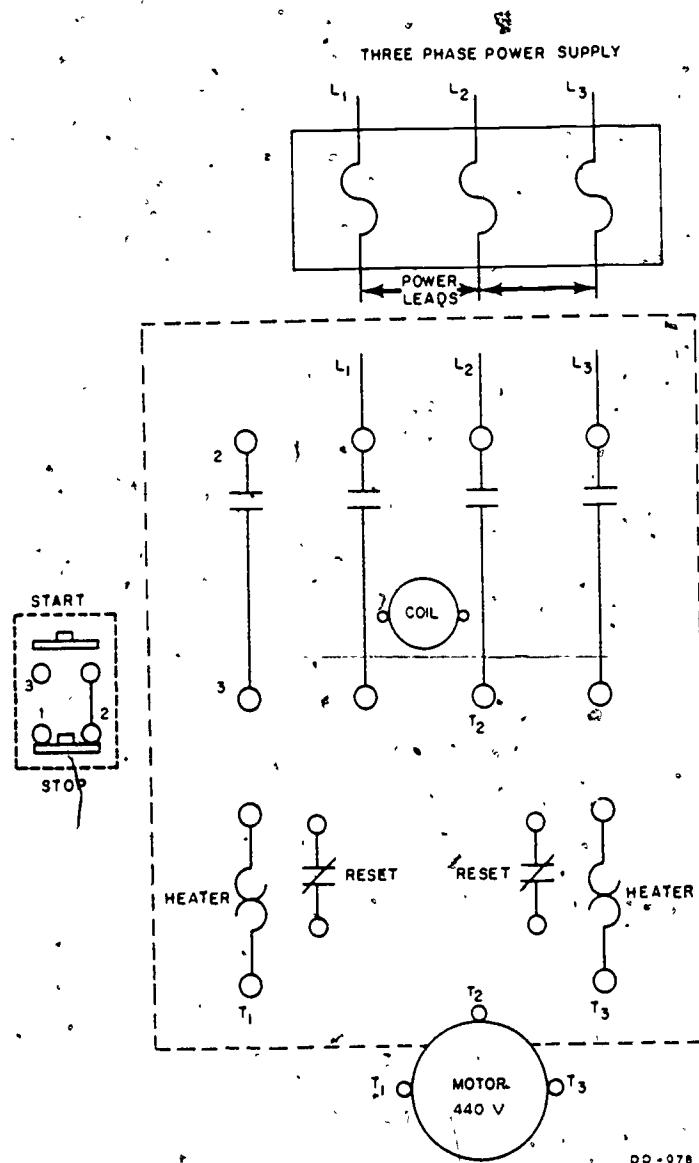 THREE PHASE POWER SUPPLY
L1 L2 L3
POWER
LEADS
L1 L2 L3
2
START
3
1 2
STOP
COIL
3
T2
HEATER RESET RESET HEATER
T1 T3
T2
T1 MOTOR T3
440 V
DD-078